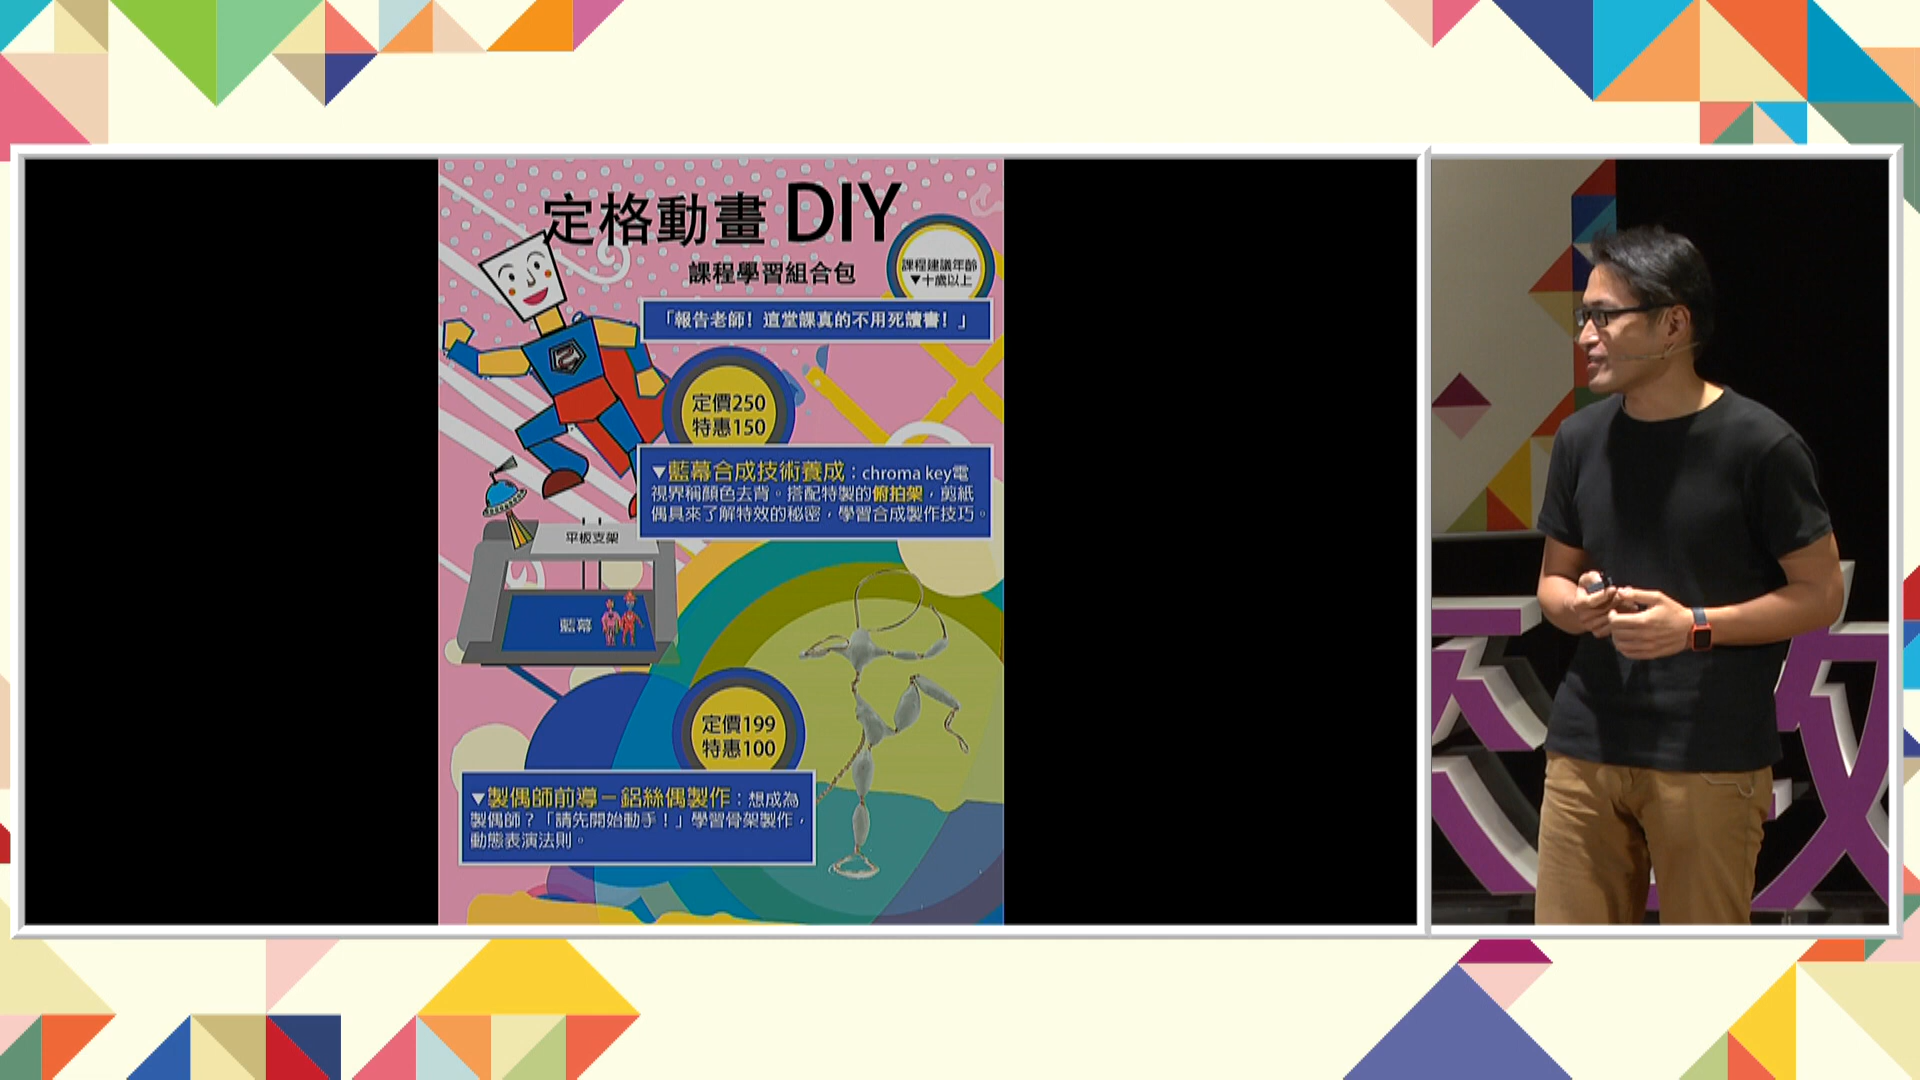 定格動畫 DIY
課程學習組合包
課程建議年齡
▼十歲以上
「報告老師！這堂課真的不用死讀書！」
定價250
特惠150
▼藍幕合成技術養成：chroma key電
視界稱顏色去背。搭配特製的俯拍架，剪紙
偶具來了解特效的秘密，學習合成製作技巧。
平板支架
藍幕
定價199
特惠100
▼製偶師前導－鋁絲偶製作：想成為
製偶師？「請先開始動手！」學習骨架製作，
動態表演法則。